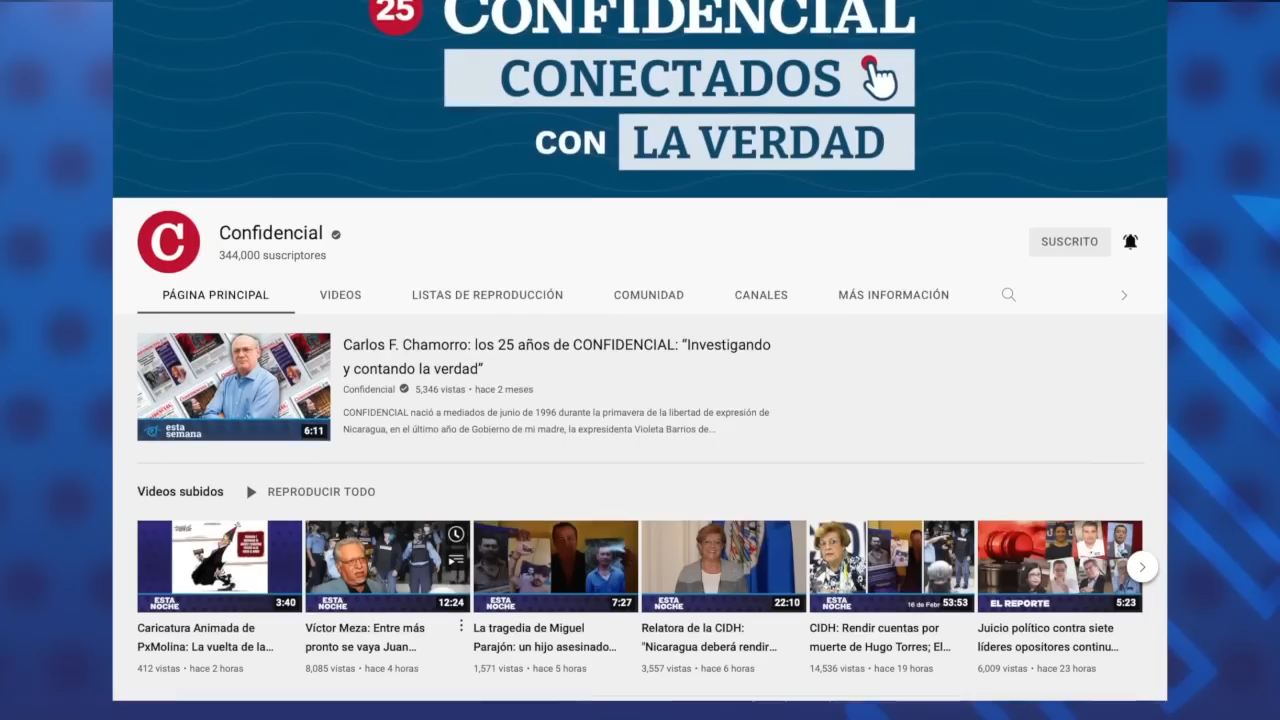 25 CONFIDENCIAL
CONECTADOS
CON LA VERDAD
C
Confidencial
344,000 suscriptores
SUSCRITO
PÁGINA PRINCIPAL
VIDEOS
LISTAS DE REPRODUCCIÓN
COMUNIDAD
CANALES
MÁS INFORMACIÓN
Carlos F. Chamorro: los 25 años de CONFIDENCIAL: “Investigando
y contando la verdad”
Confidencial 5,346 vistas • hace 2 meses
CONFIDENCIAL nació a mediados de junio de 1996 durante la primavera de la libertad de expresión de
Nicaragua, en el último año de Gobierno de mi madre, la expresidenta Violeta Barrios de...
esta
semana
6:11
Videos subidos
REPRODUCIR TODO
ESTA
NOCHE
3:40
Caricatura Animada de
PxMolina: La vuelta de la...
412 vistas • hace 2 horas
ESTA
NOCHE
12:24
Víctor Meza: Entre más
pronto se vaya Juan...
8,085 vistas • hace 4 horas
ESTA
NOCHE
7:27
La tragedia de Miguel
Parajón: un hijo asesinado...
1,571 vistas • hace 5 horas
ESTA
NOCHE
22:10
Relatora de la CIDH:
"Nicaragua deberá rendir...
3,557 vistas • hace 6 horas
ESTA
NOCHE
16 de Febr
53:53
CIDH: Rendir cuentas por
muerte de Hugo Torres; El...
14,536 vistas • hace 19 horas
EL REPORTE
5:23
Juicio político contra siete
líderes opositores continu...
6,009 vistas • hace 23 horas